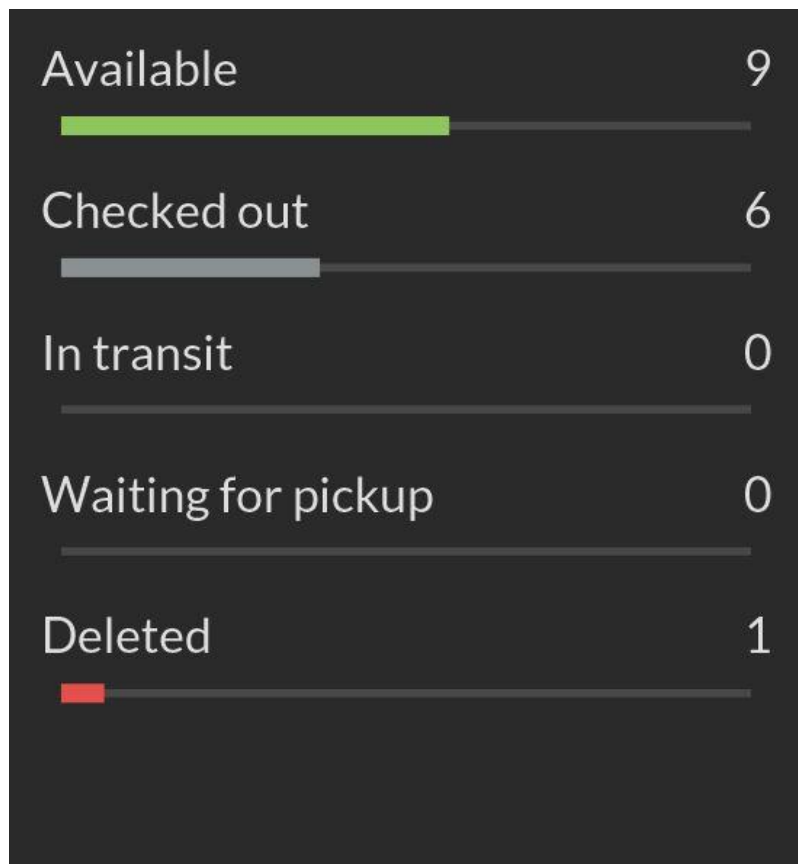 Available 9
Checked out 6
In transit 0
Waiting for pickup 0
Deleted 1